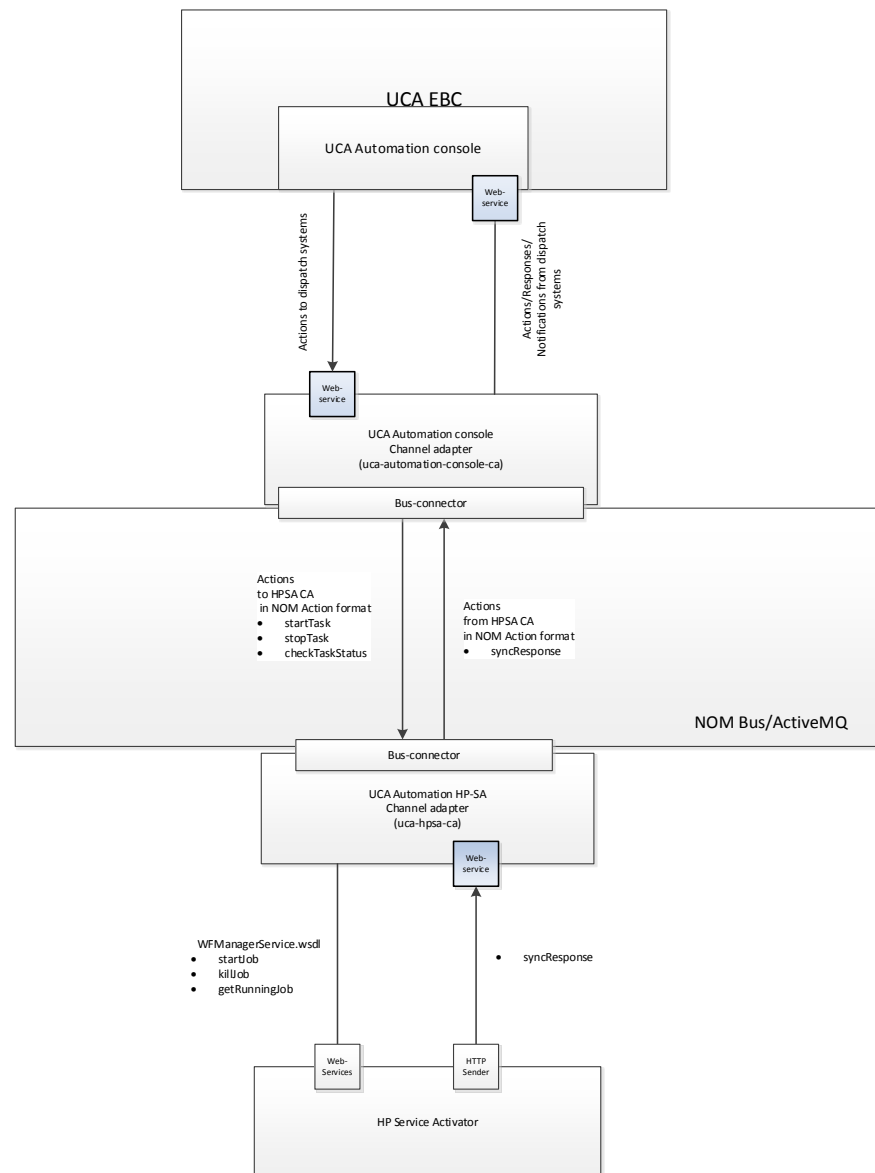 UCA EBC
UCA Automation console
Web-
service
Actions to dispatch systems
Actions/Responses/
Notifications from dispatch
systems
Web-
service
UCA Automation console
Channel adapter
(uca-automation-console-ca)
Bus-connector
Actions
to HPSA CA
in NOM Action format
• startTask
• stopTask
• checkTaskStatus
Actions
from HPSA CA
in NOM Action format
• syncResponse
NOM Bus/ActiveMQ
Bus-connector
UCA Automation HP-SA
Channel adapter
(uca-hpsa-ca)
Web-
service
WFManagerService.wsdl
• startJob
• killJob
• getRunningJob
• syncResponse
Web-
Services
HTTP
Sender
HP Service Activator